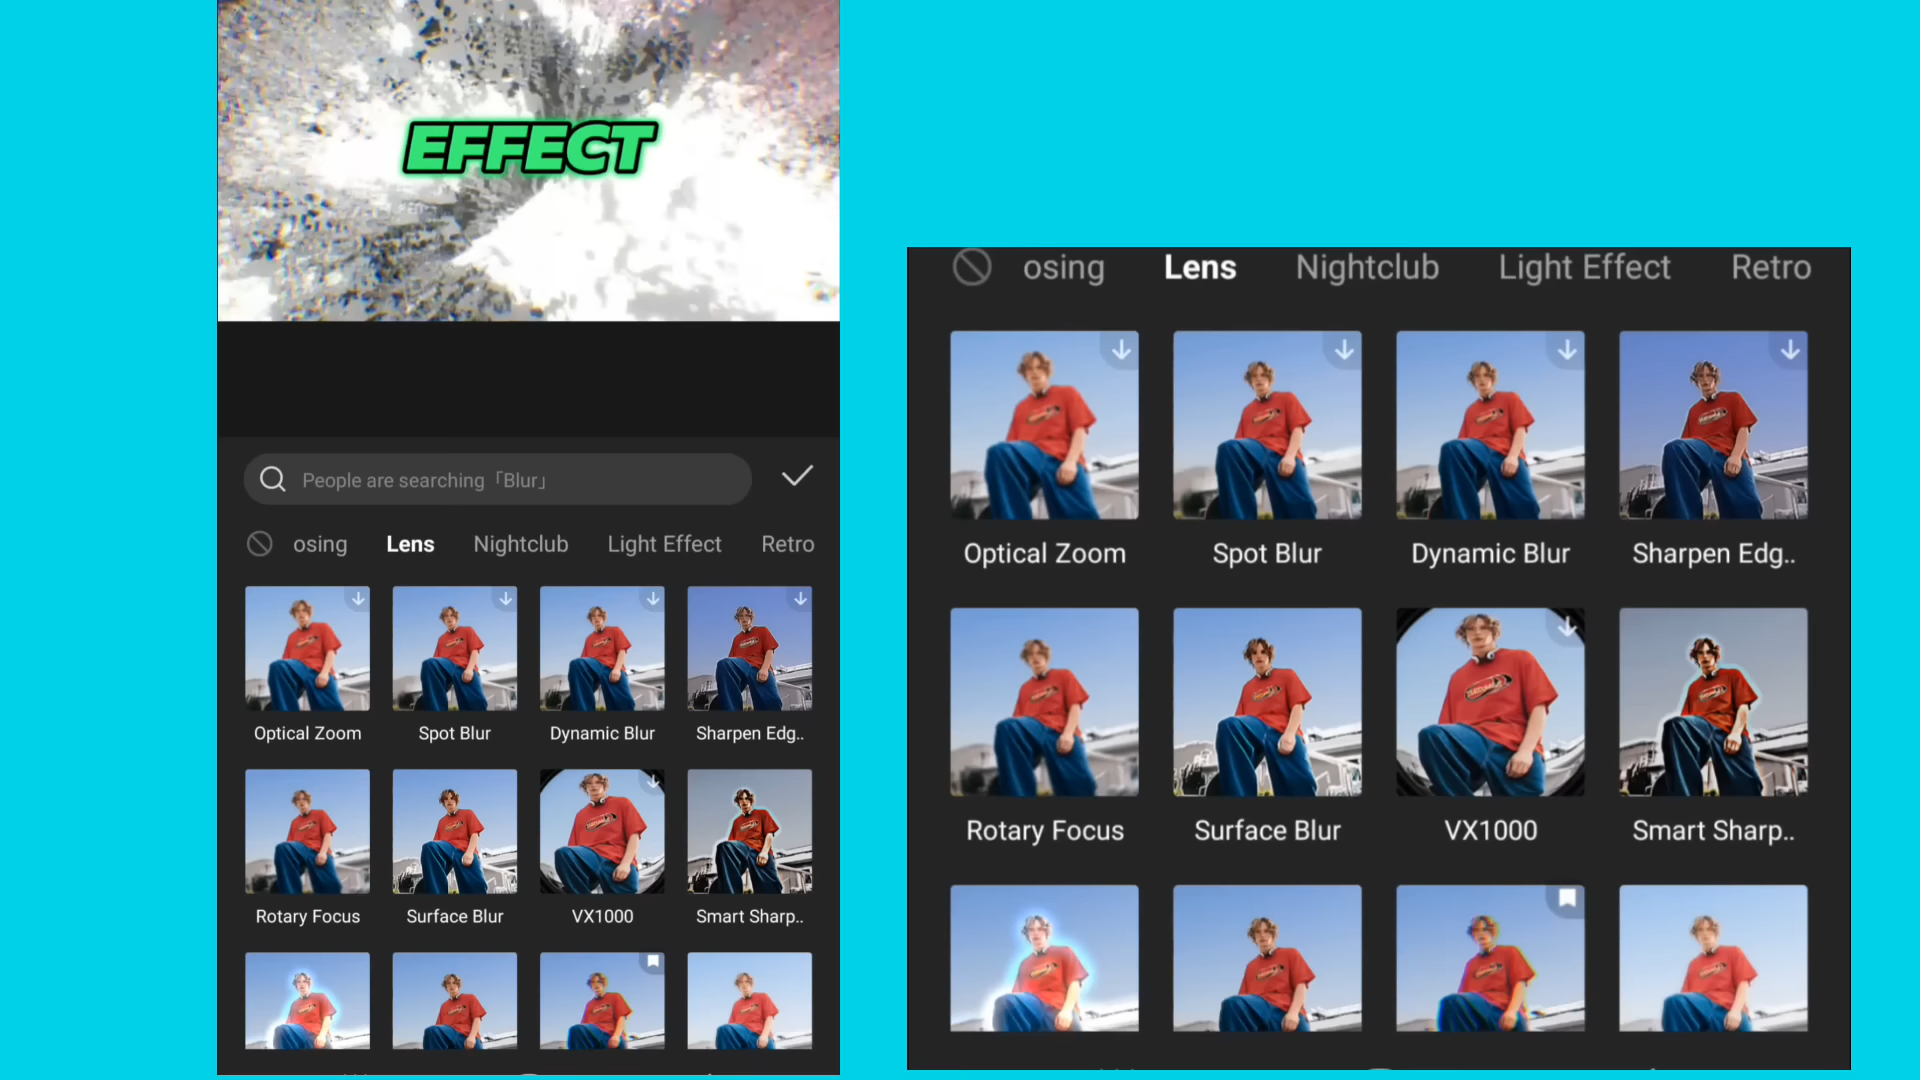 EFFECT
People are searching「Blur」
osing Lens Nightclub Light Effect Retro
Optical Zoom Spot Blur Dynamic Blur Sharpen Edg..
Rotary Focus Surface Blur VX1000 Smart Sharp..
osing Lens Nightclub Light Effect Retro
Optical Zoom Spot Blur Dynamic Blur Sharpen Edg..
Rotary Focus Surface Blur VX1000 Smart Sharp..